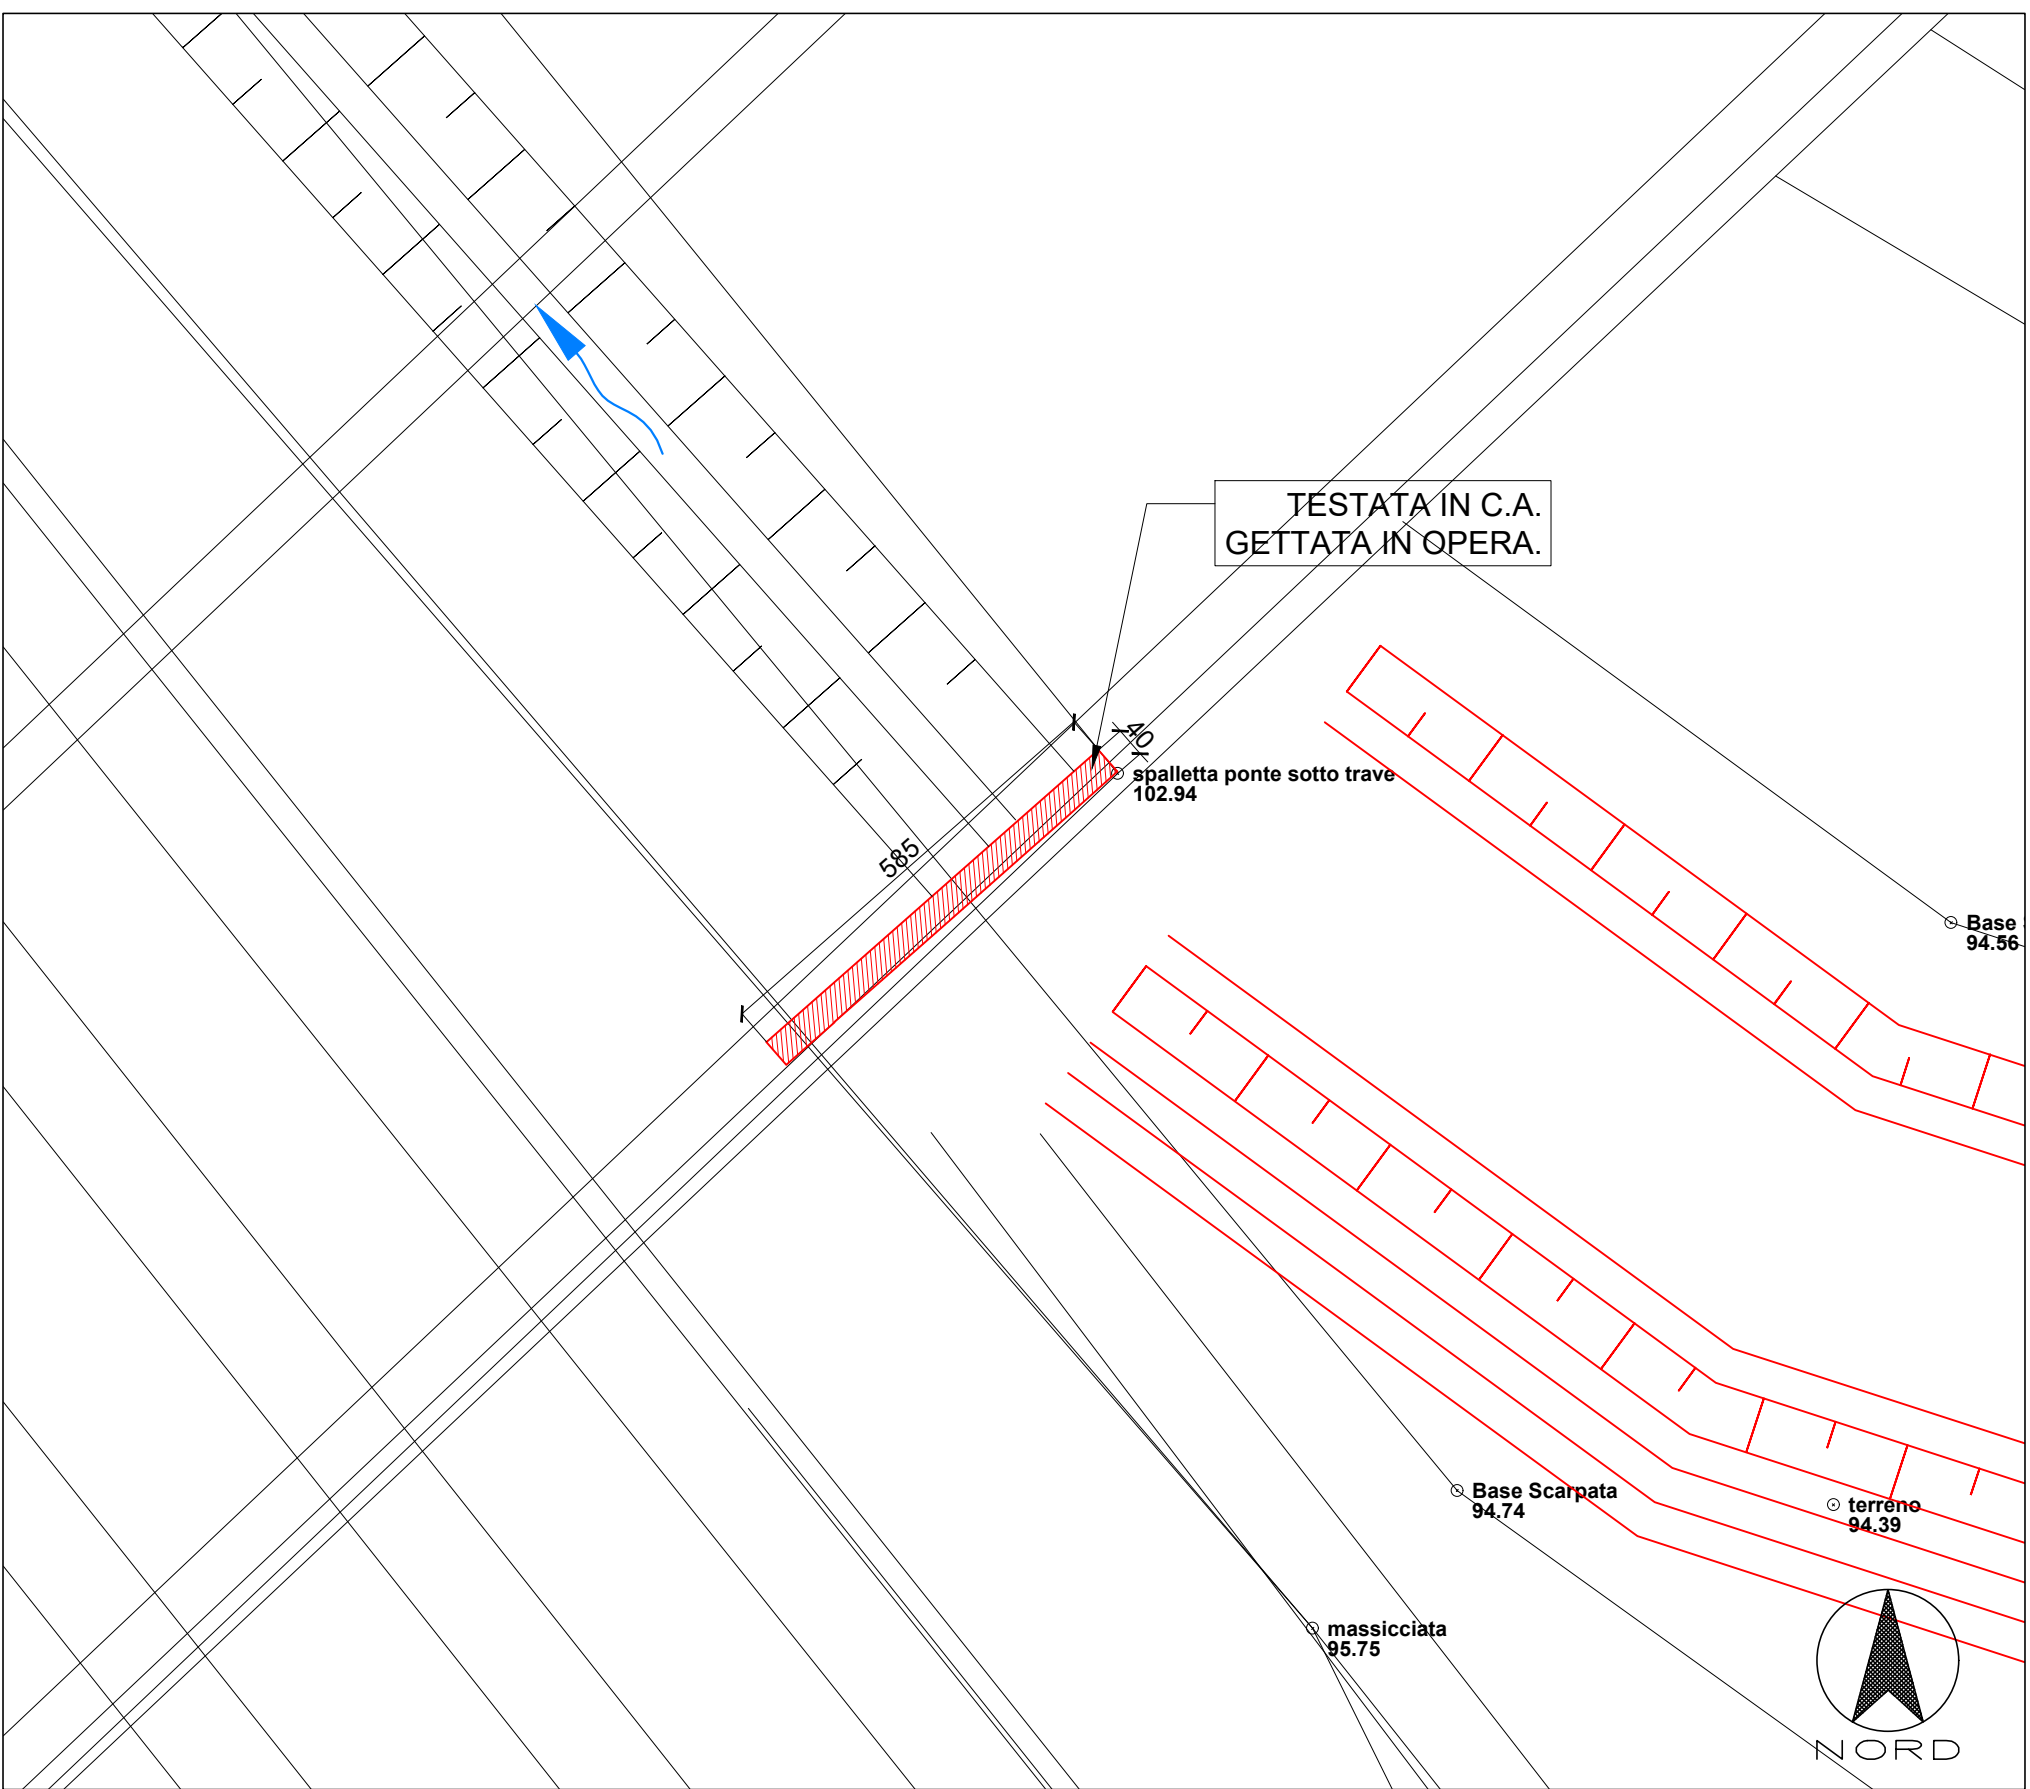 TESTATA IN C.A.
GETTATA IN OPERA.
40
spalletta ponte sotto trave
102.94
585
Base
94.56
Base Scarpata
94.74
terreno
94.39
massicciata
95.75
NORD